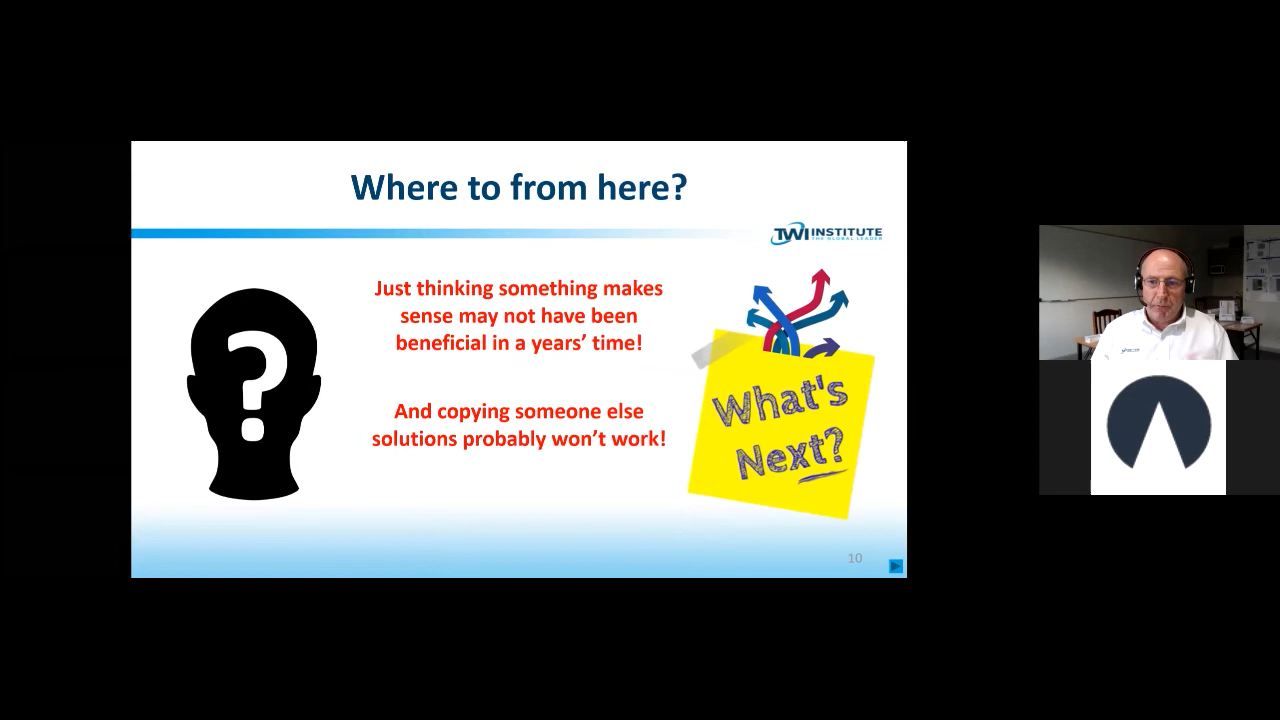 Where to from here?
TWI INSTITUTE
THE GLOBAL LEADER
Just thinking something makes
sense may not have been
beneficial in a years’ time!
And copying someone else
solutions probably won’t work!
?
What's
Next?
10